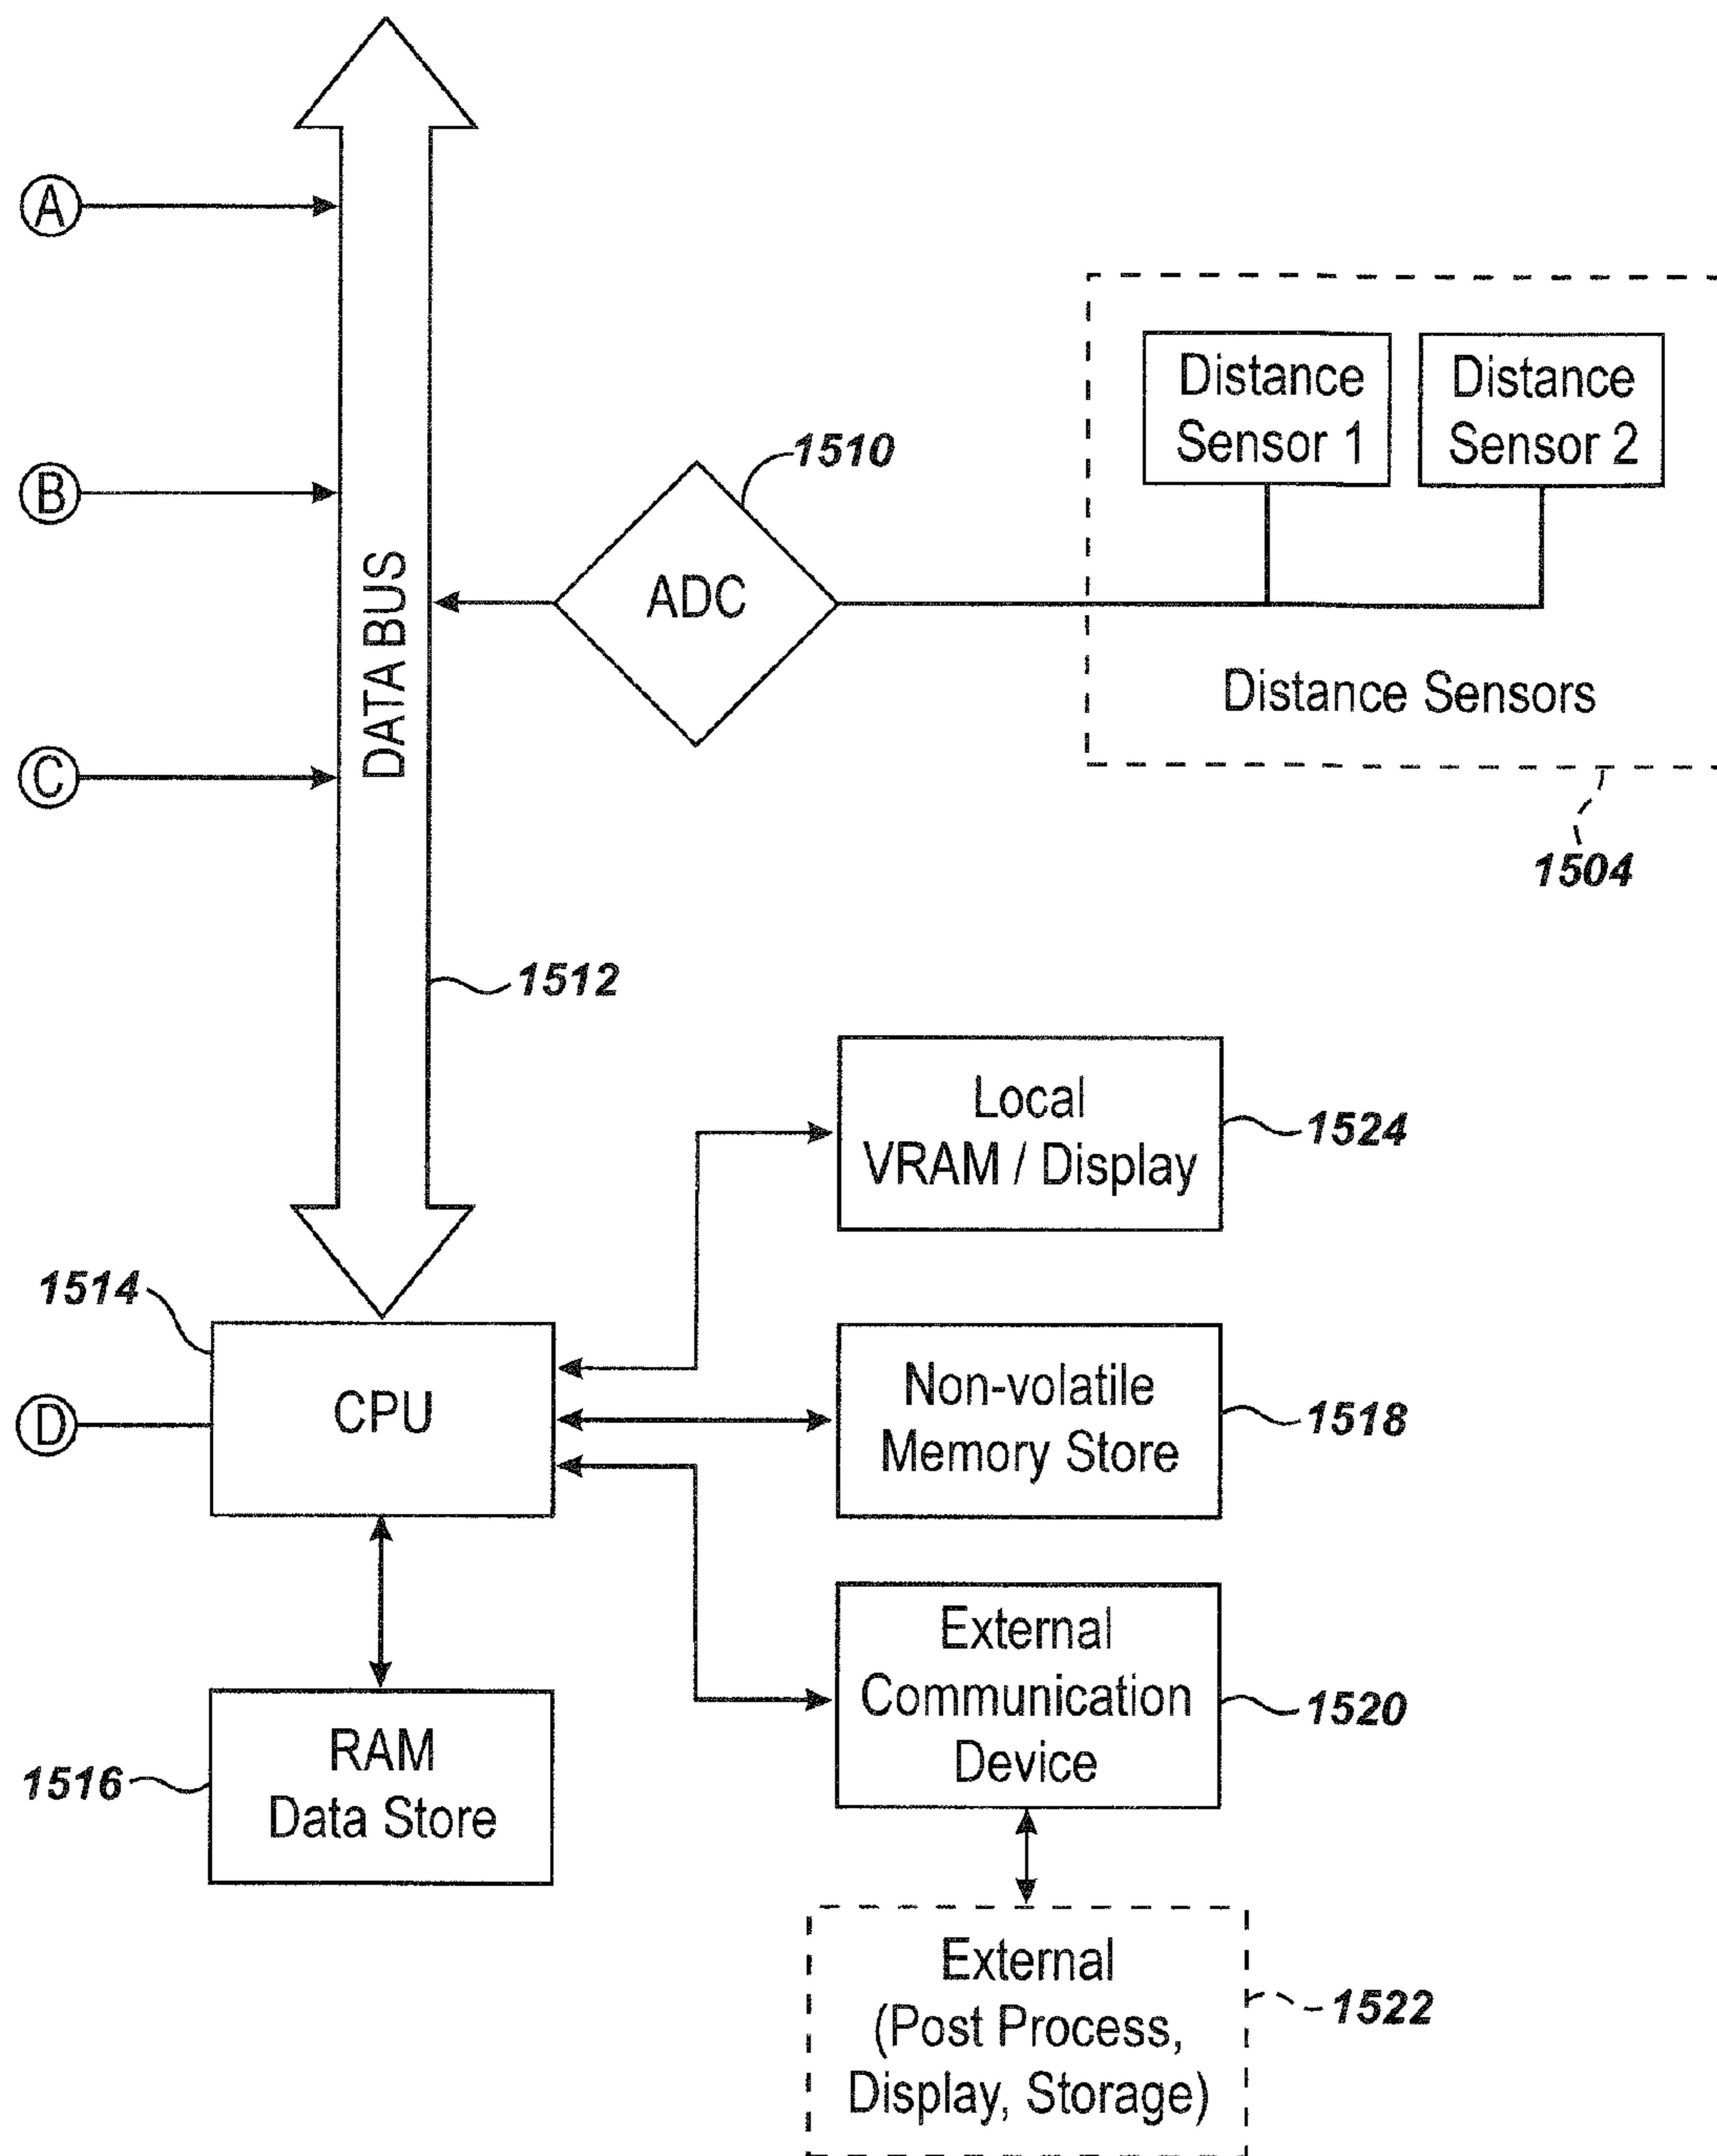 A
B
C
DATA BUS
1510
ADC
Distance
Sensor 1
Distance
Sensor 2
Distance Sensors
1504
1512
Local
VRAM / Display
1524
1514
CPU
D
Non-volatile
Memory Store
1518
External
Communication
Device
1520
RAM
Data Store
1516
External
(Post Process,
Display, Storage)
1522